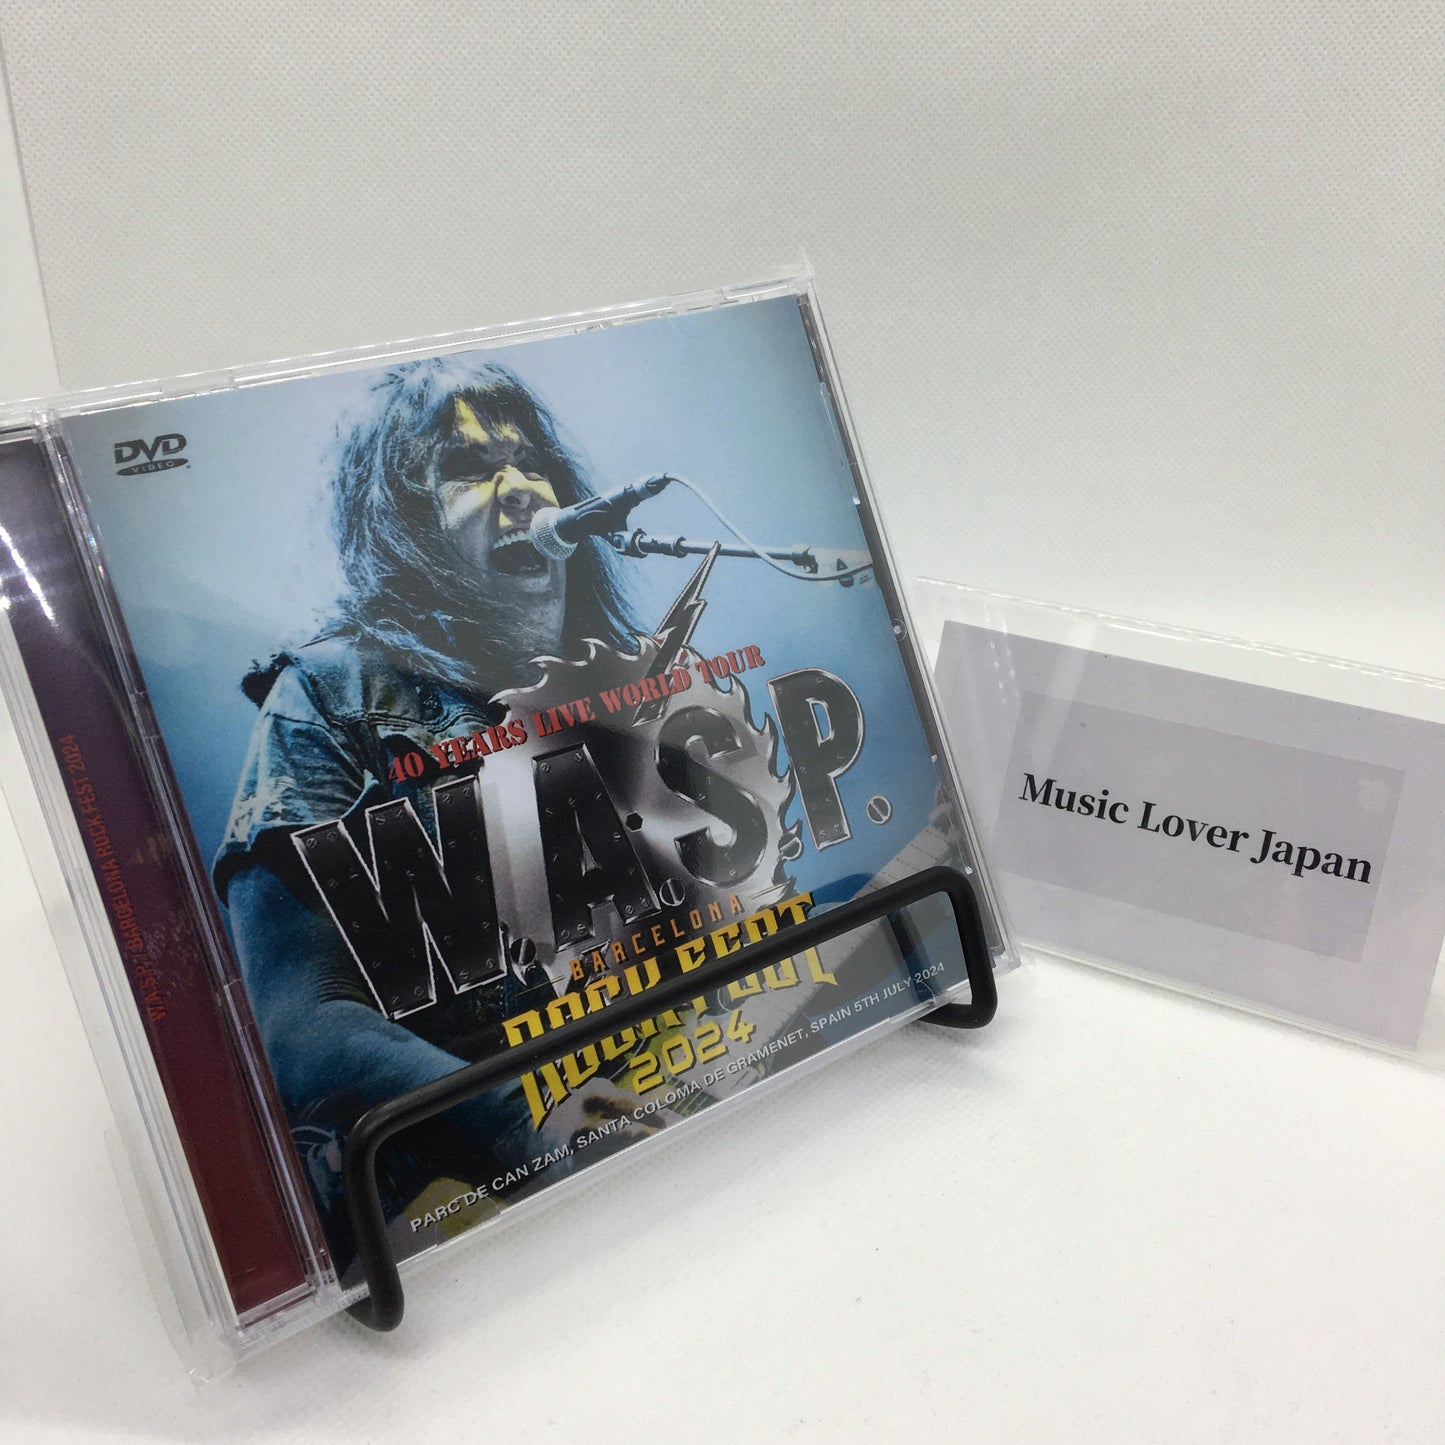 DVD
VIDEO
40 YEARS LIVE WORLD TOUR
W.A.S.P.
BARCELONA
ROCK FEST
2024
PARC DE CAN ZAM, SANTA COLOMA DE GRAMENET, SPAIN 5TH JULY 2024
W.A.S.P. / BARCELONA ROCK FEST 2024
Music Lover Japan